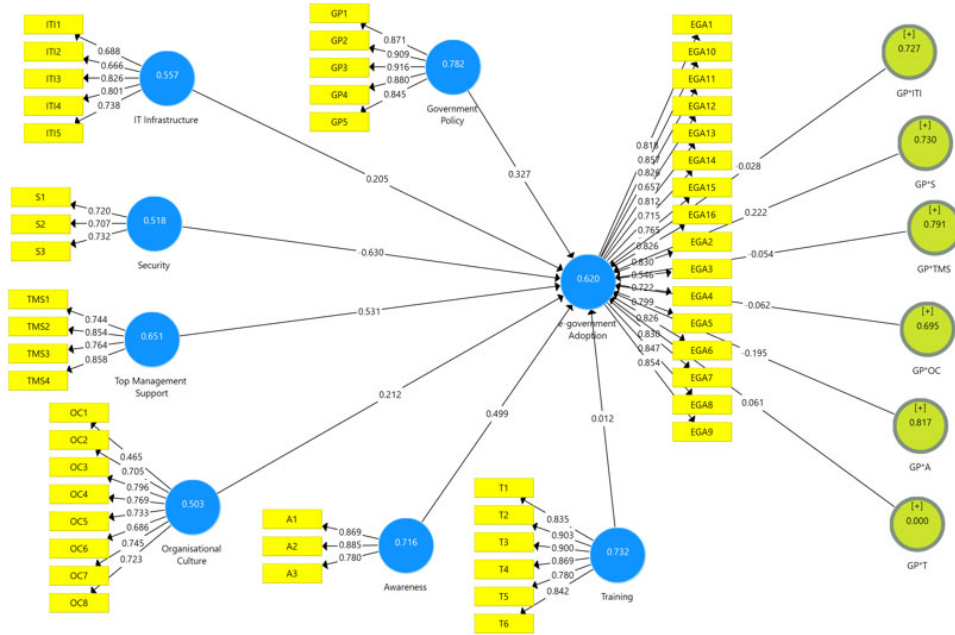 ITI1
ITI2
ITI3
ITI4
ITI5
0.688
0.666
0.826
0.801
0.738
0.557
IT Infrastructure
GP1
GP2
GP3
GP4
GP5
0.871
0.909
0.916
0.880
0.845
0.782
Government
Policy
S1
S2
S3
0.720
0.707
0.732
0.518
Security
TMS1
TMS2
TMS3
TMS4
0.744
0.854
0.764
0.858
0.651
Top Management
Support
OC1
OC2
OC3
OC4
OC5
OC6
OC7
OC8
0.465
0.705
0.796
0.769
0.733
0.686
0.745
0.723
0.503
Organisational
Culture
A1
A2
A3
0.869
0.885
0.780
0.716
Awareness
T1
T2
T3
T4
T5
T6
0.835
0.903
0.900
0.869
0.780
0.842
0.732
Training
0.205
0.327
-0.630
0.531
0.212
0.499
0.012
0.620
e-government
Adoption
EGA1
EGA10
EGA11
EGA12
EGA13
EGA14
EGA15
EGA16
EGA2
EGA3
EGA4
EGA5
EGA6
EGA7
EGA8
EGA9
0.857
0.826
0.657
0.812
0.715
0.765
0.826
0.830
0.546
0.722
0.799
0.826
0.830
0.847
0.854
-0.028
0.222
-0.054
-0.062
-0.195
0.061
[+]
0.727
GP*ITI
[+]
0.730
GP*S
[+]
0.791
GP*TMS
[+]
0.695
GP*OC
[+]
0.817
GP*A
[+]
0.000
GP*T